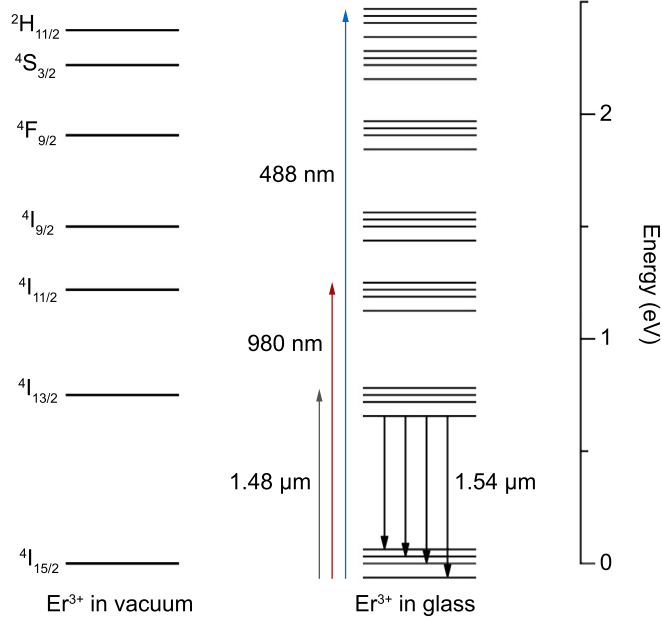 ²H₁₁/₂
⁴S₃/₂
⁴F₉/₂
⁴I₉/₂
⁴I₁₁/₂
⁴I₁₃/₂
⁴I₁₅/₂
Er³⁺ in vacuum
488 nm
980 nm
1.48 µm
1.54 µm
Er³⁺ in glass
2
1
0
Energy (eV)